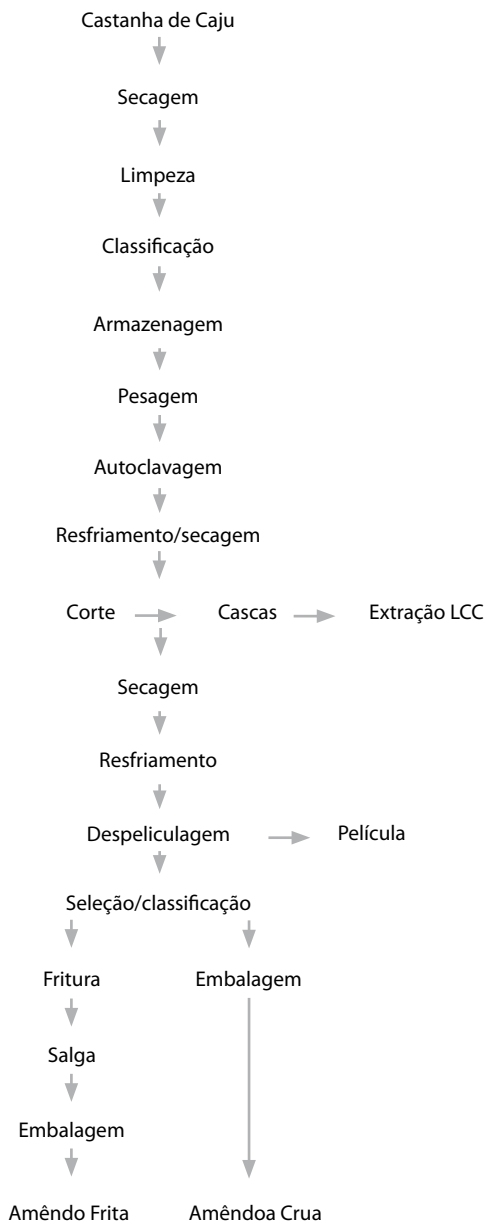 Castanha de Caju
Secagem
Limpeza
Classificação
Armazenagem
Pesagem
Autoclavagem
Resfriamento/secagem
Corte Cascas Extração LCC
Secagem
Resfriamento
Despeliculagem Película
Seleção/classificação
Fritura Embalagem
Salga
Embalagem
Amêndo Frita Amêndoa Crua